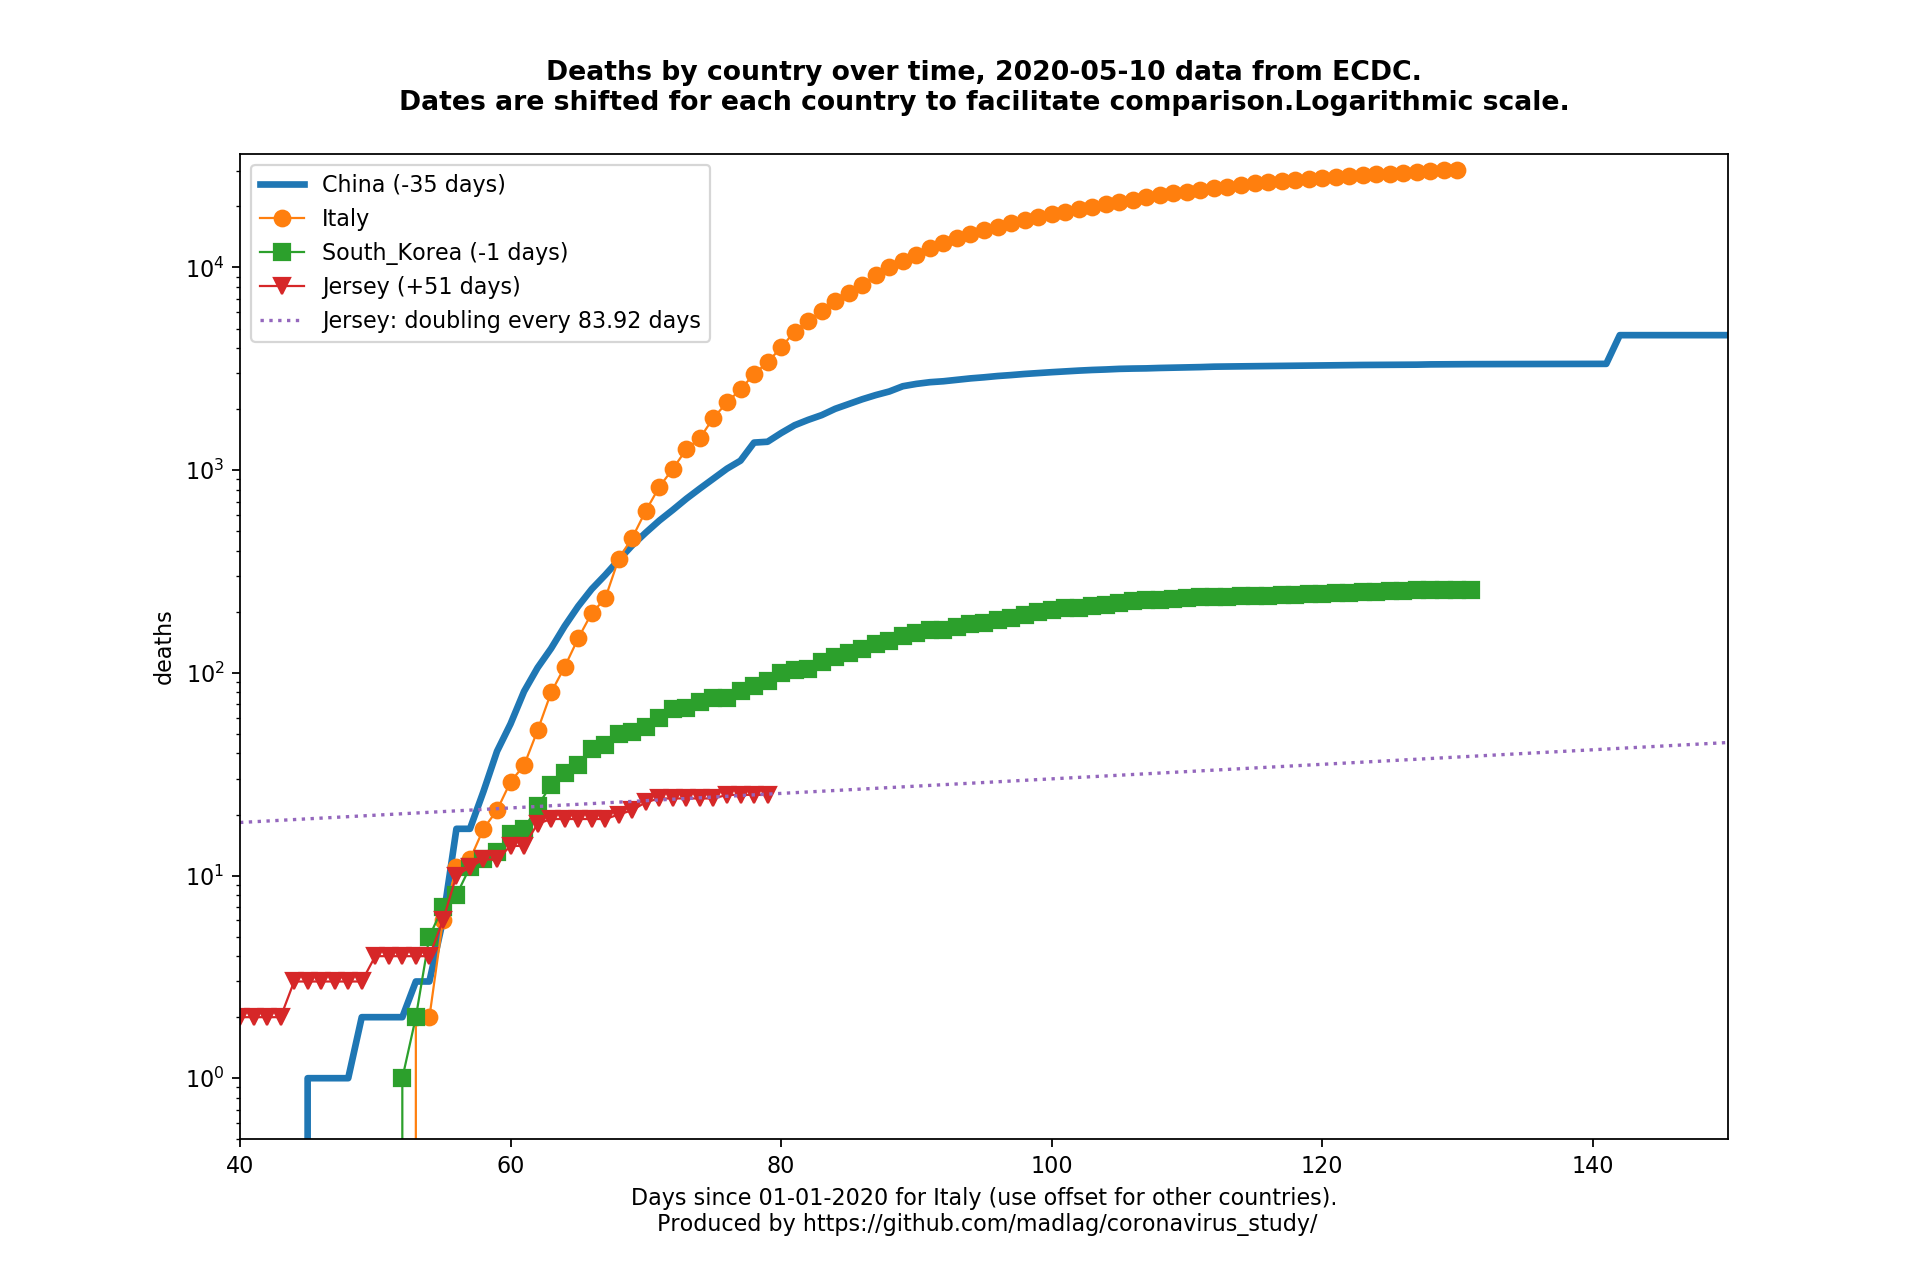 Deaths by country over time, 2020-05-10 data from ECDC.
Dates are shifted for each country to facilitate comparison.Logarithmic scale.
China (-35 days)
Italy
South_Korea (-1 days)
Jersey (+51 days)
Jersey: doubling every 83.92 days
deaths
10⁴
10³
10²
10¹
10⁰
40 60 80 100 120 140
Days since 01-01-2020 for Italy (use offset for other countries).
Produced by https://github.com/madlag/coronavirus_study/